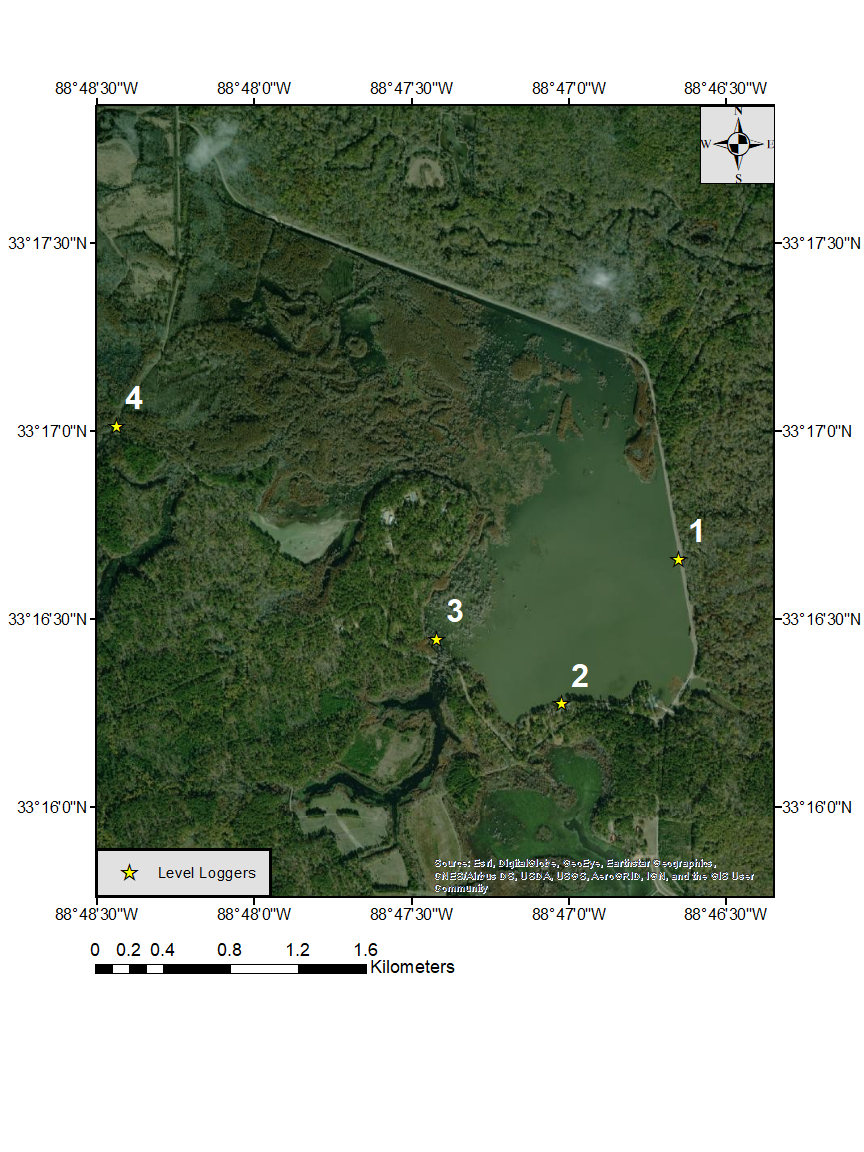 88°48'30"W 88°48'0"W 88°47'30"W 88°47'0"W 88°46'30"W
N
W E
S
33°17'30"N 33°17'30"N
4
33°17'0"N 33°17'0"N
1
3
33°16'30"N 33°16'30"N
2
33°16'0"N 33°16'0"N
Level Loggers
Source: Esri, DigitalGlobe, GeoEye, Earthstar Geographics,
CNES/Airbus DS, USDA, USGS, AeroGRID, IGN, and the GIS User
Community
88°48'30"W 88°48'0"W 88°47'30"W 88°47'0"W 88°46'30"W
0 0.2 0.4 0.8 1.2 1.6
Kilometers